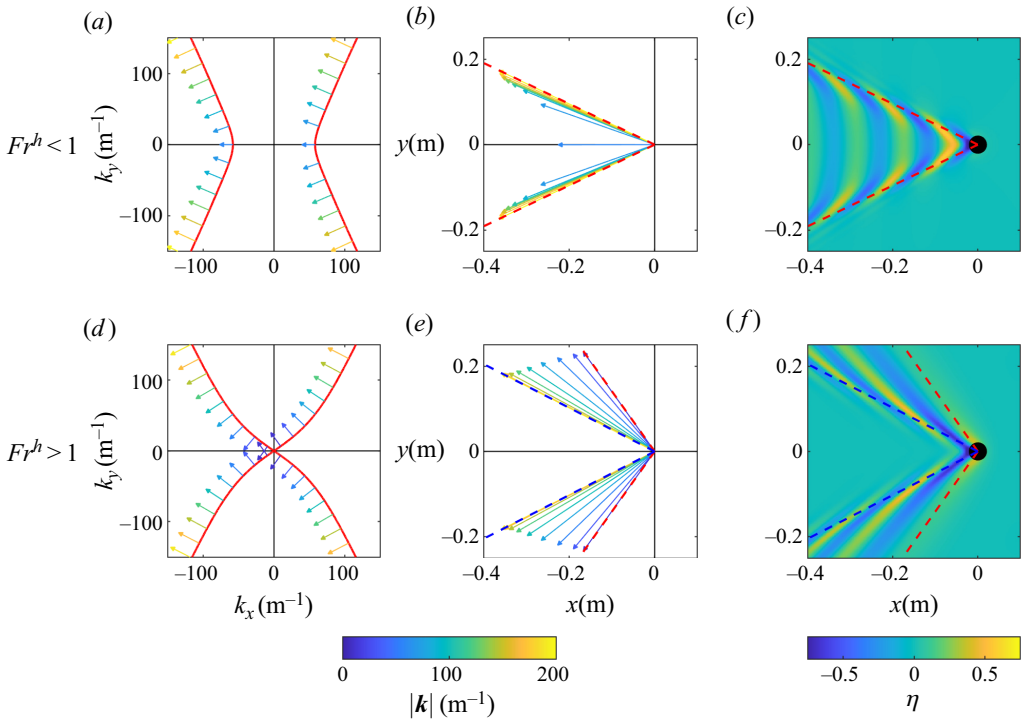 (a) (b) (c)
Fr^h < 1
k_y (m⁻¹)
100
0
−100
−100 0 100
y(m)
0.2
0
−0.2
−0.4 −0.2 0
0.2
0
−0.2
−0.4 −0.2 0
(d) (e) (f)
Fr^h > 1
k_y (m⁻¹)
100
0
−100
−100 0 100
k_x (m⁻¹)
y(m)
0.2
0
−0.2
−0.4 −0.2 0
x(m)
0.2
0
−0.2
−0.4 −0.2 0
x(m)
0 100 200
|k| (m⁻¹)
−0.5 0 0.5
η